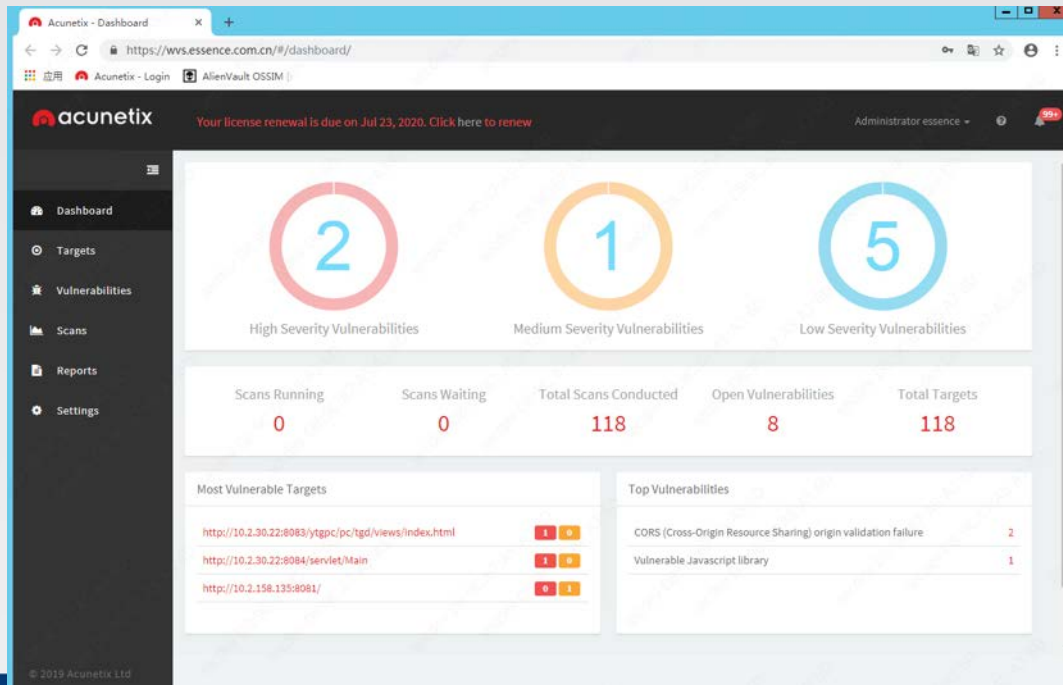 Acunetix - Dashboard
https://wvs.essence.com.cn/#/dashboard/
应用 Acunetix - Login AlienVault OSSIM
acunetix
Your license renewal is due on Jul 23, 2020. Click here to renew
Administrator essence
99+
Dashboard
Targets
Vulnerabilities
Scans
Reports
Settings
2
1
5
High Severity Vulnerabilities
Medium Severity Vulnerabilities
Low Severity Vulnerabilities
Scans Running
Scans Waiting
Total Scans Conducted
Open Vulnerabilities
Total Targets
0
0
118
8
118
Most Vulnerable Targets
http://10.2.30.22:8083/ytgpc/pc/tgd/views/index.html 1 0
http://10.2.30.22:8084/servlet/Main 1 0
http://10.2.158.135:8081/ 0 1
Top Vulnerabilities
CORS (Cross-Origin Resource Sharing) origin validation failure 2
Vulnerable Javascript library 1
© 2019 Acunetix Ltd